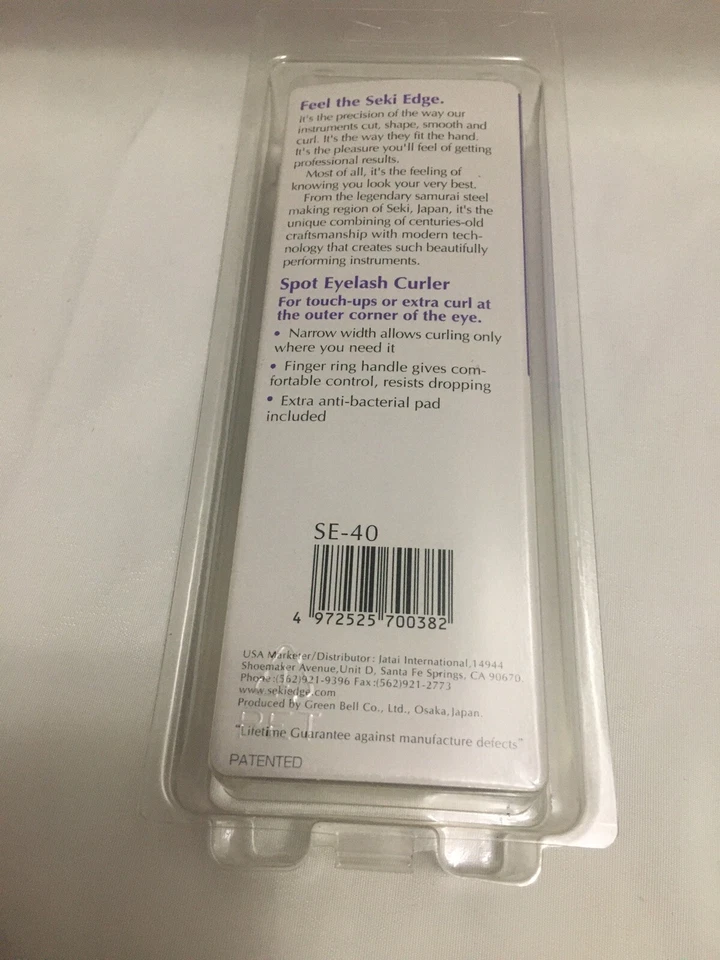 Feel the Seki Edge.
It's the precision of the way our
instruments cut, shape, smooth and
curl. It's the way they fit the hand.
It's the pleasure you'll feel of getting
professional results.
Most of all, it's the feeling of
knowing you look your very best.
From the legendary samurai steel
making region of Seki, Japan, it's the
unique combining of centuries-old
craftsmanship with modern tech-
nology that creates such beautifully
performing instruments.
Spot Eyelash Curler
For touch-ups or extra curl at
the outer corner of the eye.
• Narrow width allows curling only
where you need it
• Finger ring handle gives com-
fortable control, resists dropping
• Extra anti-bacterial pad
included
SE-40
4 972525 700382
USA Marketer/Distributor: Jatai International,14944
Shoemaker Avenue,Unit D, Santa Fe Springs, CA 90670
Phone:(562)921-9396 Fax:(562)921-2773
www.sekiedge.com
Produced by Green Bell Co., Ltd., Osaka,Japan.
PET
"Lifetime Guarantee against manufacture defects"
PATENTED